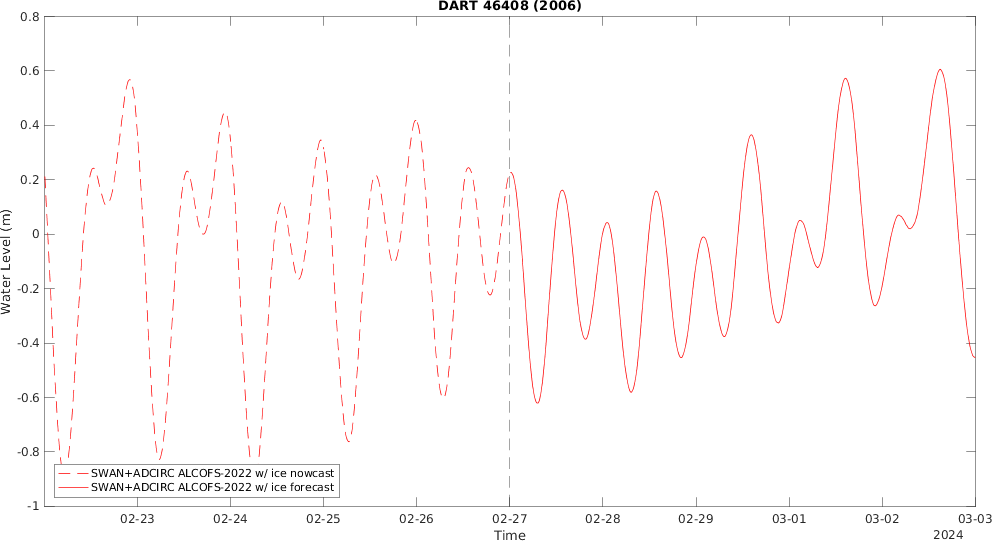 DART 46408 (2006)
0.8
0.6
0.4
0.2
0
-0.2
-0.4
-0.6
-0.8
-1
Water Level (m)
SWAN+ADCIRC ALCOFS-2022 w/ ice nowcast
SWAN+ADCIRC ALCOFS-2022 w/ ice forecast
02-23 02-24 02-25 02-26 02-27 02-28 02-29 03-01 03-02 03-03
Time
2024